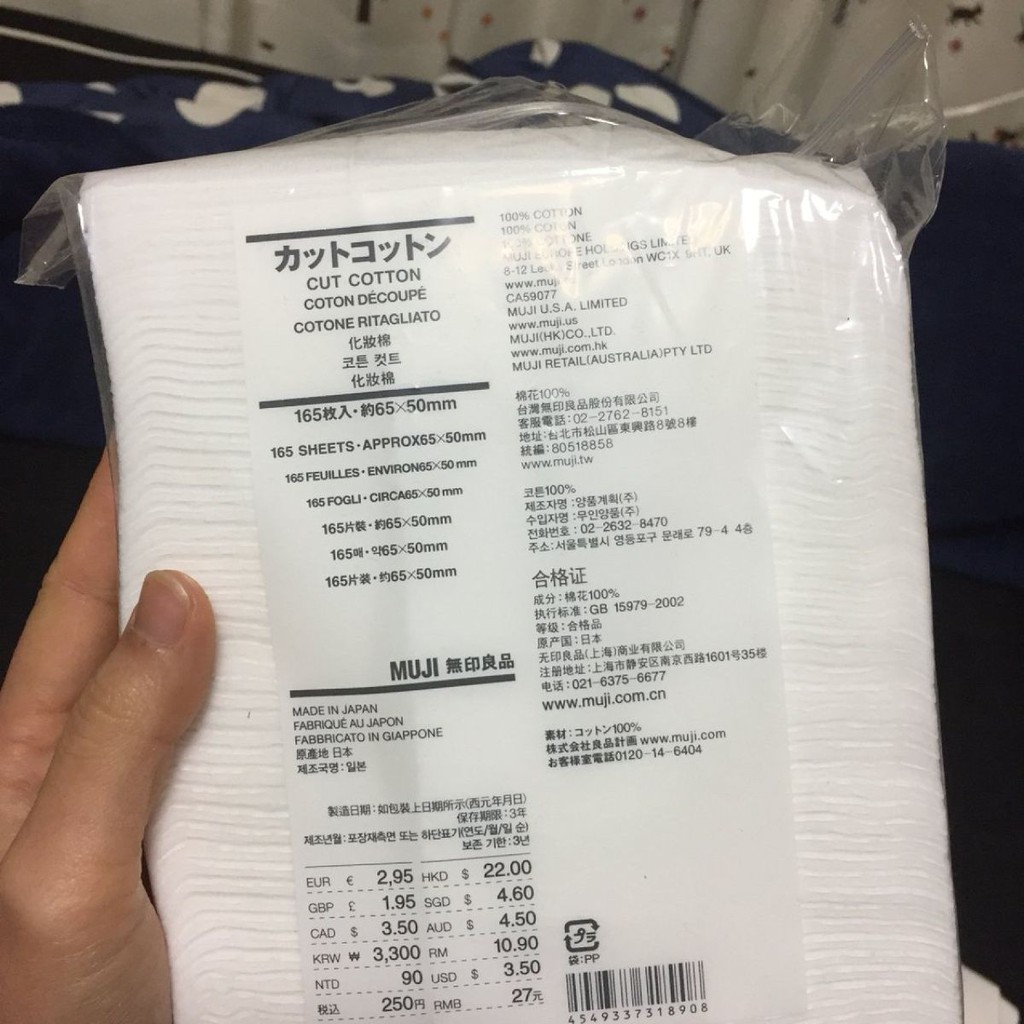 カットコットン
CUT COTTON
COTON DÉCOUPÉ
COTONE RITAGLIATO
化妝棉
코튼 컷트
化妝棉
165枚入・約65×50mm
165 SHEETS・APPROX65×50mm
165 FEUILLES・ENVIRON65×50 mm
165 FOGLI・CIRCA65×50 mm
165片裝・約65×50mm
165매・약65×50mm
165片装・约65×50mm
MUJI 無印良品
MADE IN JAPAN
FABRIQUÉ AU JAPON
FABBRICATO IN GIAPPONE
原產地 日本
제조국명:일본
製造日期:如包裝上日期所示(西元年月日)
保存期限:3年
제조년월:포장재측면 또는 하단표기(연도/월/일 순)
보존 기한:3년
EUR € 2,95 HKD $ 22.00
GBP £ 1.95 SGD $ 4.60
CAD $ 3.50 AUD $ 4.50
KRW ₩ 3,300 RM 10.90
NTD 90 USD $ 3.50
税込 250円 RMB 27元
100% COTTON
100% COTON
COTONE
MUJI EUROPE HOLDINGS LIMITED
8-12 Street London WC1X 9HT, UK
www.muji
CA59077
MUJI U.S.A. LIMITED
www.muji.us
MUJI(HK)CO.,LTD.
www.muji.com.hk
MUJI RETAIL(AUSTRALIA)PTY LTD
棉花100%
台灣無印良品股份有限公司
客服電話:02-2762-8151
地址:台北市松山區東興路8號8樓
統編:80518858
www.muji.tw
코튼100%
제조자명:양품계획(주)
수입자명:무인양품(주)
전화번호:02-2632-8470
주소:서울특별시 영등포구 문래로 79-4 4층
合格证
成分:棉花100%
执行标准:GB 15979-2002
等级:合格品
原产国:日本
无印良品(上海)商业有限公司
注册地址:上海市静安区南京西路1601号35楼
电话:021-6375-6677
www.muji.com.cn
素材:コットン100%
株式会社良品計画 www.muji.com
お客様室電話0120-14-6404
プラ
袋:PP
4549337318908